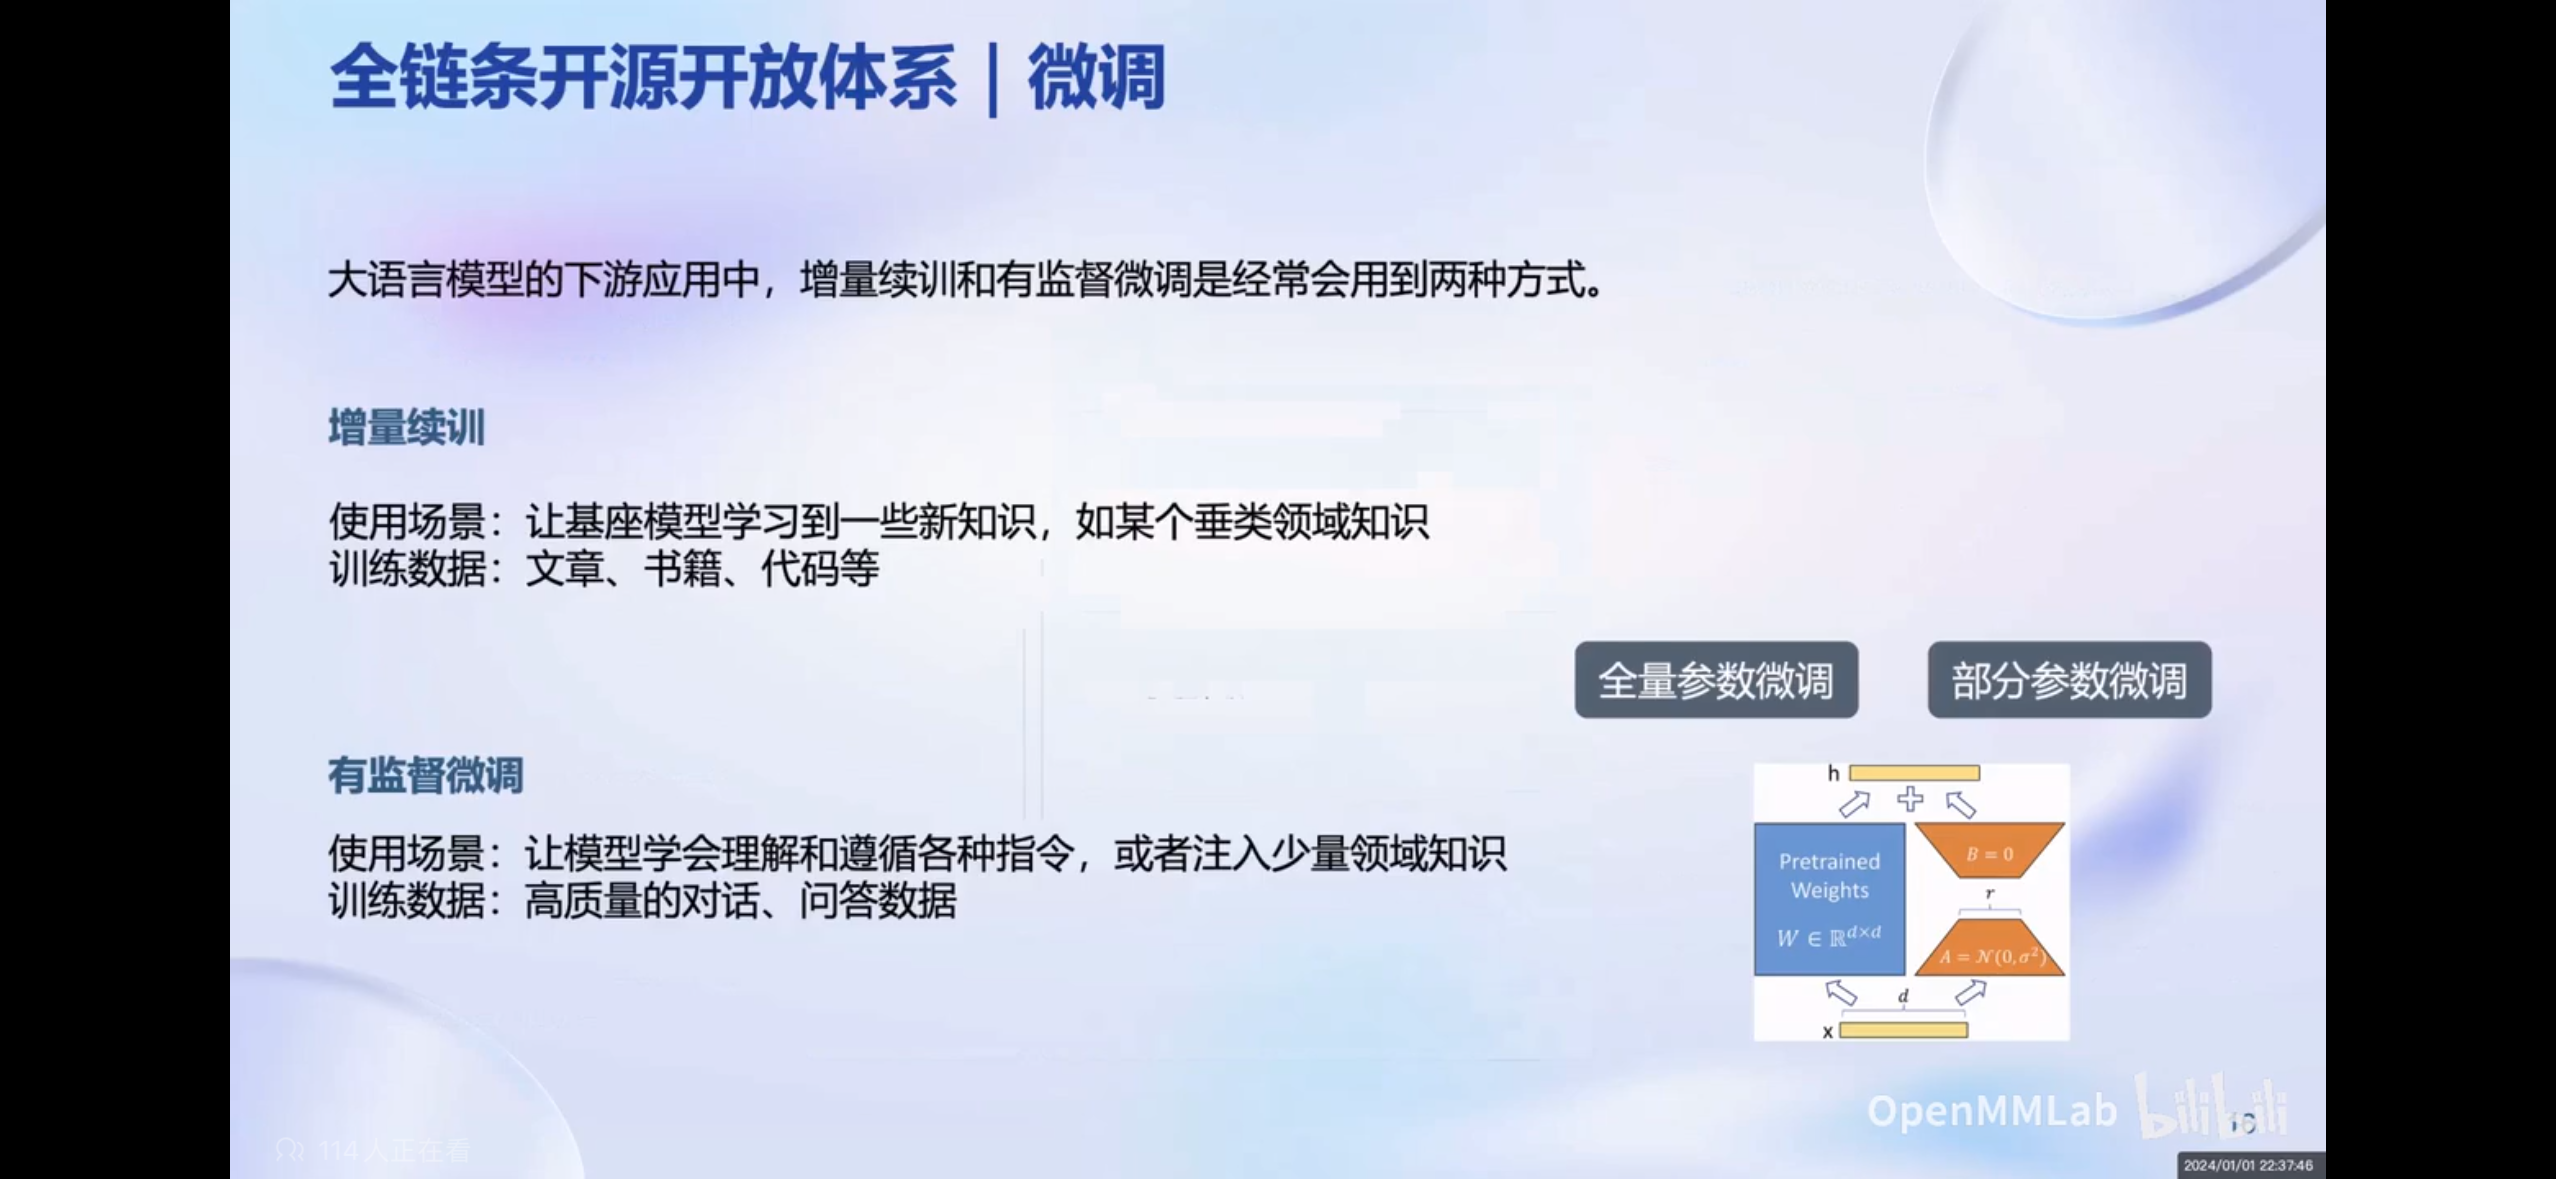 全链条开源开放体系 | 微调
大语言模型的下游应用中，增量续训和有监督微调是经常会用到两种方式。
增量续训
使用场景：让基座模型学习到一些新知识，如某个垂类领域知识
训练数据：文章、书籍、代码等
全量参数微调
部分参数微调
有监督微调
使用场景：让模型学会理解和遵循各种指令，或者注入少量领域知识
训练数据：高质量的对话、问答数据
h
Pretrained
Weights
W ∈ ℝ^{d×d}
B = 0
r
A = 𝒩(0,σ²)
d
x
OpenMMLab bilibili
16
114人正在看
2024/01/01 22:37:46